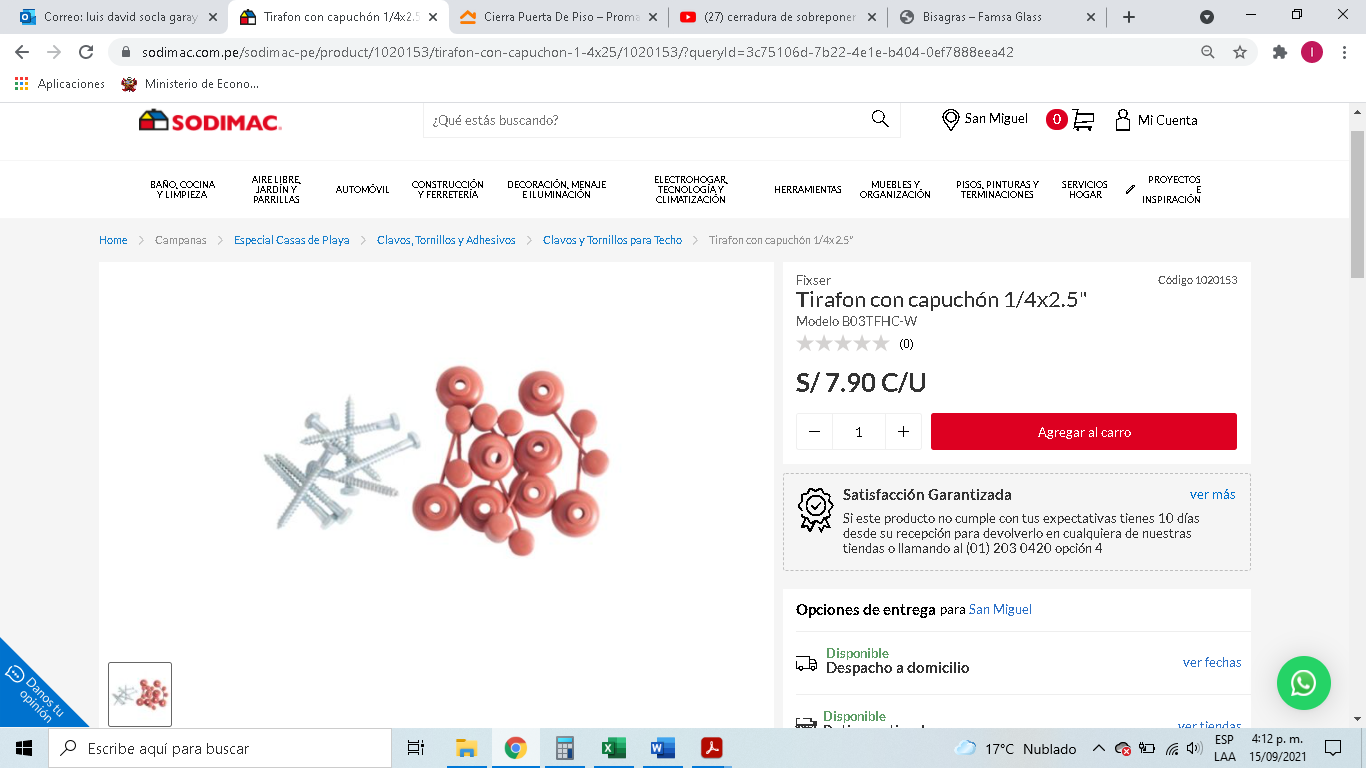 Correo: luis david socla garay
Tirafon con capuchón 1/4x2.5
Cierra Puerta De Piso – Proma
(27) cerradura de sobreponer
Bisagras – Famsa Glass
sodimac.com.pe/sodimac-pe/product/1020153/tirafon-con-capuchon-1-4x25/1020153/?queryId=3c75106d-7b22-4e1e-b404-0ef7888eea42
I
Aplicaciones
Ministerio de Econo...
SODIMAC.
¿Qué estás buscando?
San Miguel
0
Mi Cuenta
BAÑO, COCINA
Y LIMPIEZA
AIRE LIBRE,
JARDÍN Y
PARRILLAS
AUTOMÓVIL
CONSTRUCCIÓN
Y FERRETERÍA
DECORACIÓN, MENAJE
E ILUMINACIÓN
ELECTROHOGAR,
TECNOLOGÍA Y
CLIMATIZACIÓN
HERRAMIENTAS
MUEBLES Y
ORGANIZACIÓN
PISOS, PINTURAS Y
TERMINACIONES
SERVICIOS
HOGAR
PROYECTOS
E
INSPIRACIÓN
Home > Campanas > Especial Casas de Playa > Clavos, Tornillos y Adhesivos > Clavos y Tornillos para Techo > Tirafon con capuchón 1/4x2.5"
Fixser
Código 1020153
Tirafon con capuchón 1/4x2.5"
Modelo B03TFHC-W
(0)
S/ 7.90 C/U
− 1 +
Agregar al carro
Satisfacción Garantizada
ver más
Si este producto no cumple con tus expectativas tienes 10 días
desde su recepción para devolverlo en cualquiera de nuestras
tiendas o llamando al (01) 203 0420 opción 4
Opciones de entrega para San Miguel
Disponible
Despacho a domicilio
ver fechas
Disponible
ver tiendas
Danos tu
opinión
Escribe aquí para buscar
17°C Nublado
ESP
LAA
4:12 p. m.
15/09/2021